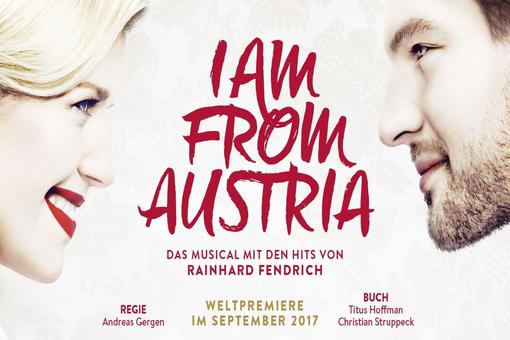 I AM
FROM
AUSTRIA
DAS MUSICAL MIT DEN HITS VON
RAINHARD FENDRICH
REGIE
Andreas Gergen
WELTPREMIERE
IM SEPTEMBER 2017
BUCH
Titus Hoffman
Christian Struppeck